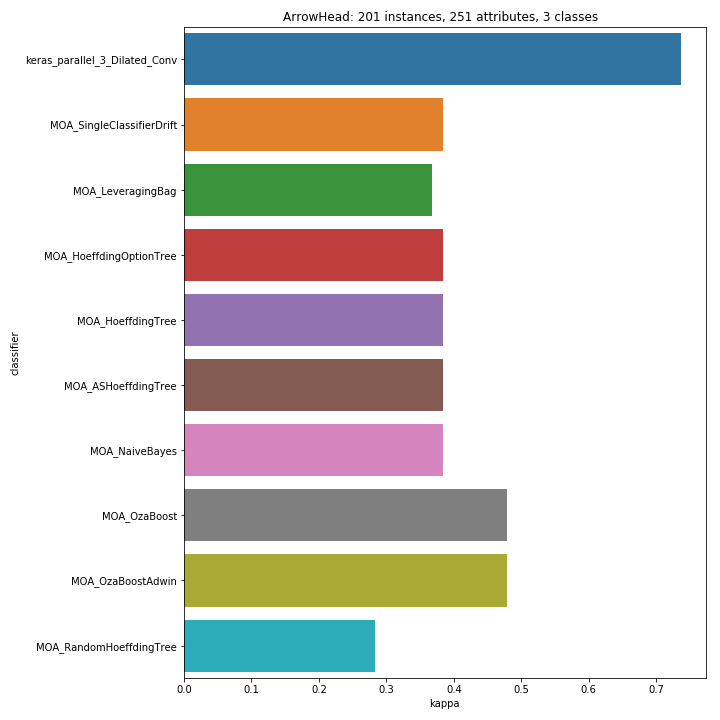 ArrowHead: 201 instances, 251 attributes, 3 classes
keras_parallel_3_Dilated_Conv
MOA_SingleClassifierDrift
MOA_LeveragingBag
MOA_HoeffdingOptionTree
MOA_HoeffdingTree
MOA_ASHoeffdingTree
MOA_NaiveBayes
MOA_OzaBoost
MOA_OzaBoostAdwin
MOA_RandomHoeffdingTree
classifier
0.0 0.1 0.2 0.3 0.4 0.5 0.6 0.7
kappa